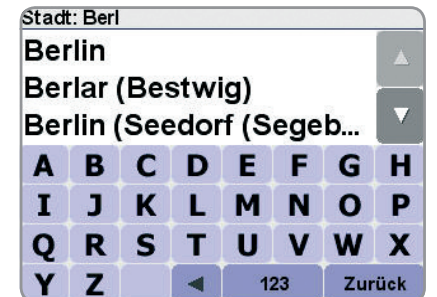 Stadt: Berl
Berlin
Berlar (Bestwig)
Berlin (Seedorf (Segeb...
A B C D E F G H
I J K L M N O P
Q R S T U V W X
Y Z 123 Zurück